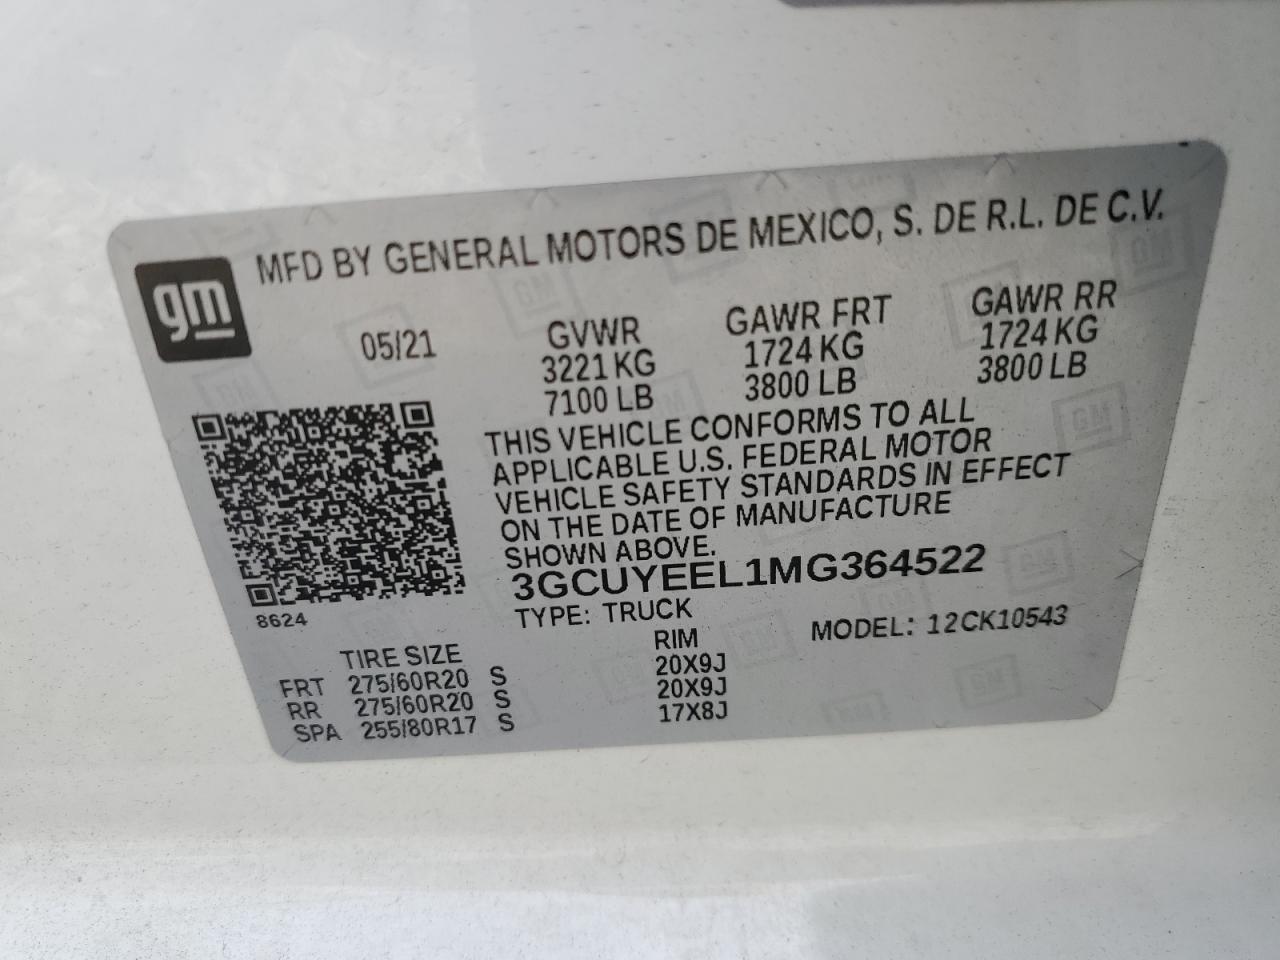 gm
MFD BY GENERAL MOTORS DE MEXICO, S. DE R.L. DE C.V.
05/21
GVWR
3221 KG
7100 LB
GAWR FRT
1724 KG
3800 LB
GAWR RR
1724 KG
3800 LB
THIS VEHICLE CONFORMS TO ALL
APPLICABLE U.S. FEDERAL MOTOR
VEHICLE SAFETY STANDARDS IN EFFECT
ON THE DATE OF MANUFACTURE
SHOWN ABOVE.
3GCUYEEL1MG364522
TYPE: TRUCK
MODEL: 12CK10543
8624
TIRE SIZE RIM
FRT 275/60R20 S 20X9J
RR 275/60R20 S 20X9J
SPA 255/80R17 S 17X8J